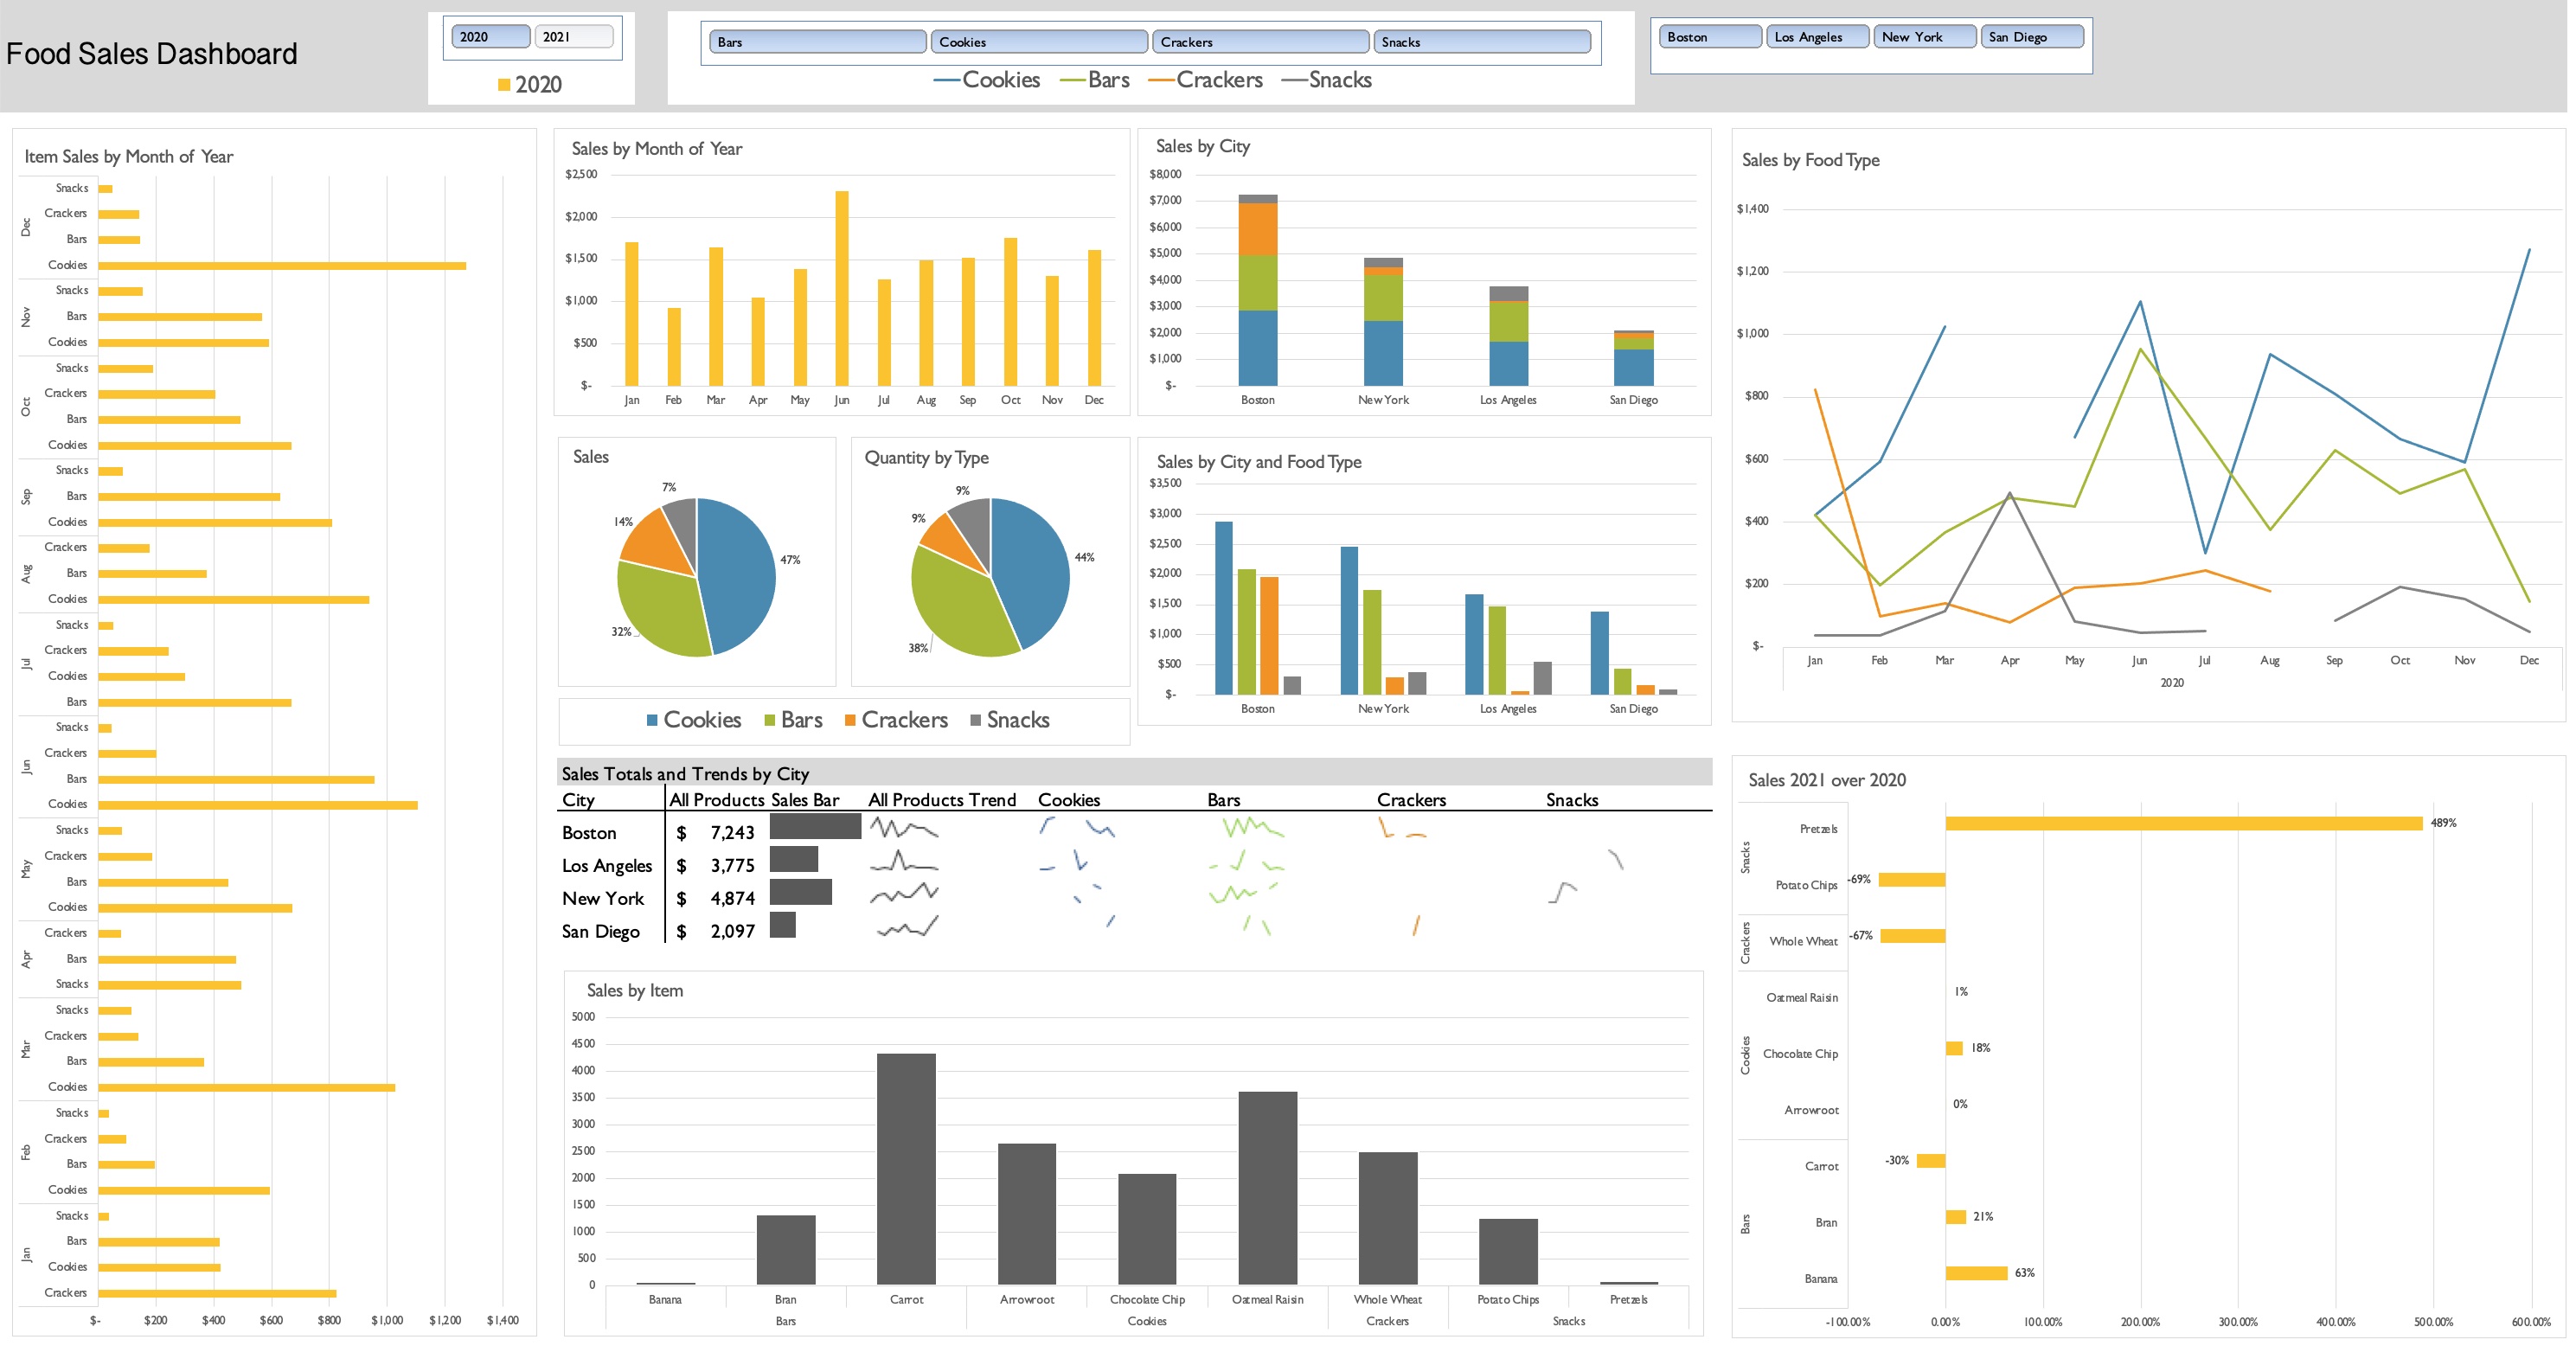 Food Sales Dashboard
2020 2021
2020
Bars Cookies Crackers Snacks
Cookies Bars Crackers Snacks
Boston Los Angeles New York San Diego
Item Sales by Month of Year
Dec
Snacks
Crackers
Bars
Cookies
Nov
Snacks
Bars
Cookies
Oct
Snacks
Crackers
Bars
Cookies
Sep
Snacks
Bars
Cookies
Aug
Crackers
Bars
Cookies
Jul
Snacks
Crackers
Cookies
Bars
Jun
Snacks
Crackers
Bars
Cookies
May
Snacks
Crackers
Bars
Cookies
Apr
Crackers
Bars
Snacks
Mar
Snacks
Crackers
Bars
Cookies
Feb
Snacks
Crackers
Bars
Cookies
Jan
Snacks
Bars
Cookies
Crackers
$- $200 $400 $600 $800 $1,000 $1,200 $1,400
Sales by Month of Year
$2,500
$2,000
$1,500
$1,000
$500
$-
Jan Feb Mar Apr May Jun Jul Aug Sep Oct Nov Dec
Sales by City
$8,000
$7,000
$6,000
$5,000
$4,000
$3,000
$2,000
$1,000
$-
Boston New York Los Angeles San Diego
Sales by Food Type
$1,400
$1,200
$1,000
$800
$600
$400
$200
$-
Jan Feb Mar Apr May Jun Jul Aug Sep Oct Nov Dec
2020
Sales
7%
14%
47%
32%
Quantity by Type
9%
9%
44%
38%
Cookies Bars Crackers Snacks
Sales by City and Food Type
$3,500
$3,000
$2,500
$2,000
$1,500
$1,000
$500
$-
Boston New York Los Angeles San Diego
Sales Totals and Trends by City
City All Products Sales Bar All Products Trend Cookies Bars Crackers Snacks
Boston $ 7,243
Los Angeles $ 3,775
New York $ 4,874
San Diego $ 2,097
Sales by Item
5000
4500
4000
3500
3000
2500
2000
1500
1000
500
0
Banana Bran Carrot Arrowroot Chocolate Chip Oatmeal Raisin Whole Wheat Potato Chips Pretzels
Bars Cookies Crackers Snacks
Sales 2021 over 2020
Snacks
Pretzels 489%
Potato Chips -69%
Crackers
Whole Wheat -67%
Cookies
Oatmeal Raisin 1%
Chocolate Chip 18%
Arrowroot 0%
Bars
Carrot -30%
Bran 21%
Banana 63%
-100.00% 0.00% 100.00% 200.00% 300.00% 400.00% 500.00% 600.00%